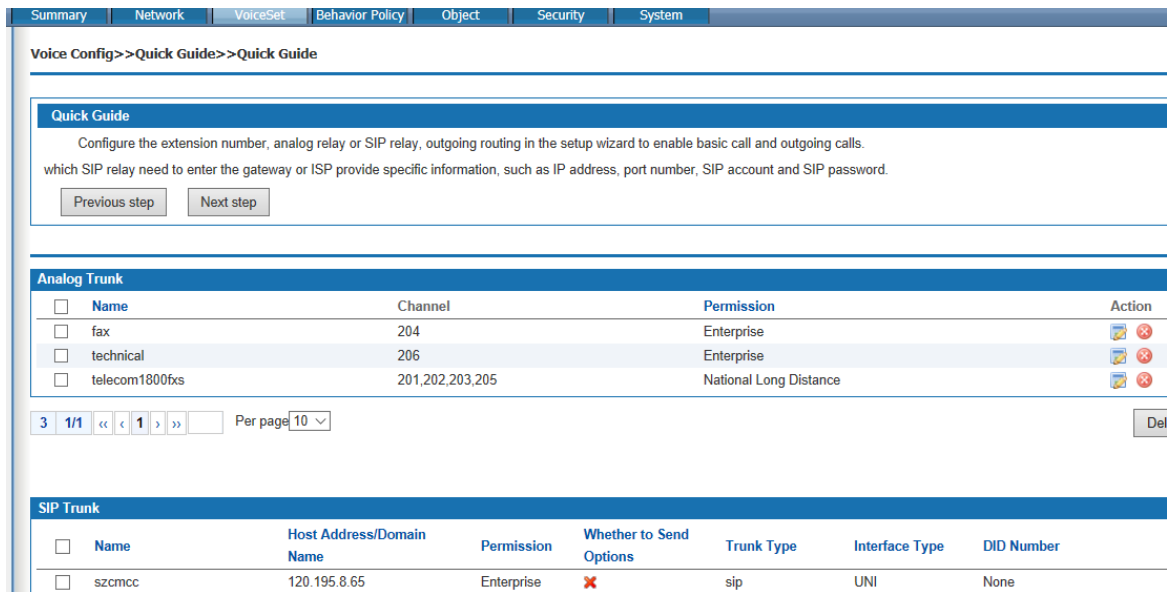 Summary Network VoiceSet Behavior Policy Object Security System
Voice Config>>Quick Guide>>Quick Guide
Quick Guide
Configure the extension number, analog relay or SIP relay, outgoing routing in the setup wizard to enable basic call and outgoing calls.
which SIP relay need to enter the gateway or ISP provide specific information, such as IP address, port number, SIP account and SIP password.
Previous step Next step
Analog Trunk
Name Channel Permission Action
fax 204 Enterprise
technical 206 Enterprise
telecom1800fxs 201,202,203,205 National Long Distance
3 1/1 ‹‹ ‹ 1 › ›› Per page 10
Del
SIP Trunk
Name Host Address/Domain Name Permission Whether to Send Options Trunk Type Interface Type DID Number
szcmcc 120.195.8.65 Enterprise sip UNI None